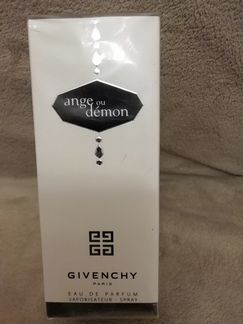 ange ou
démon
GIVENCHY
PARIS
EAU DE PARFUM
VAPORISATEUR - SPRAY